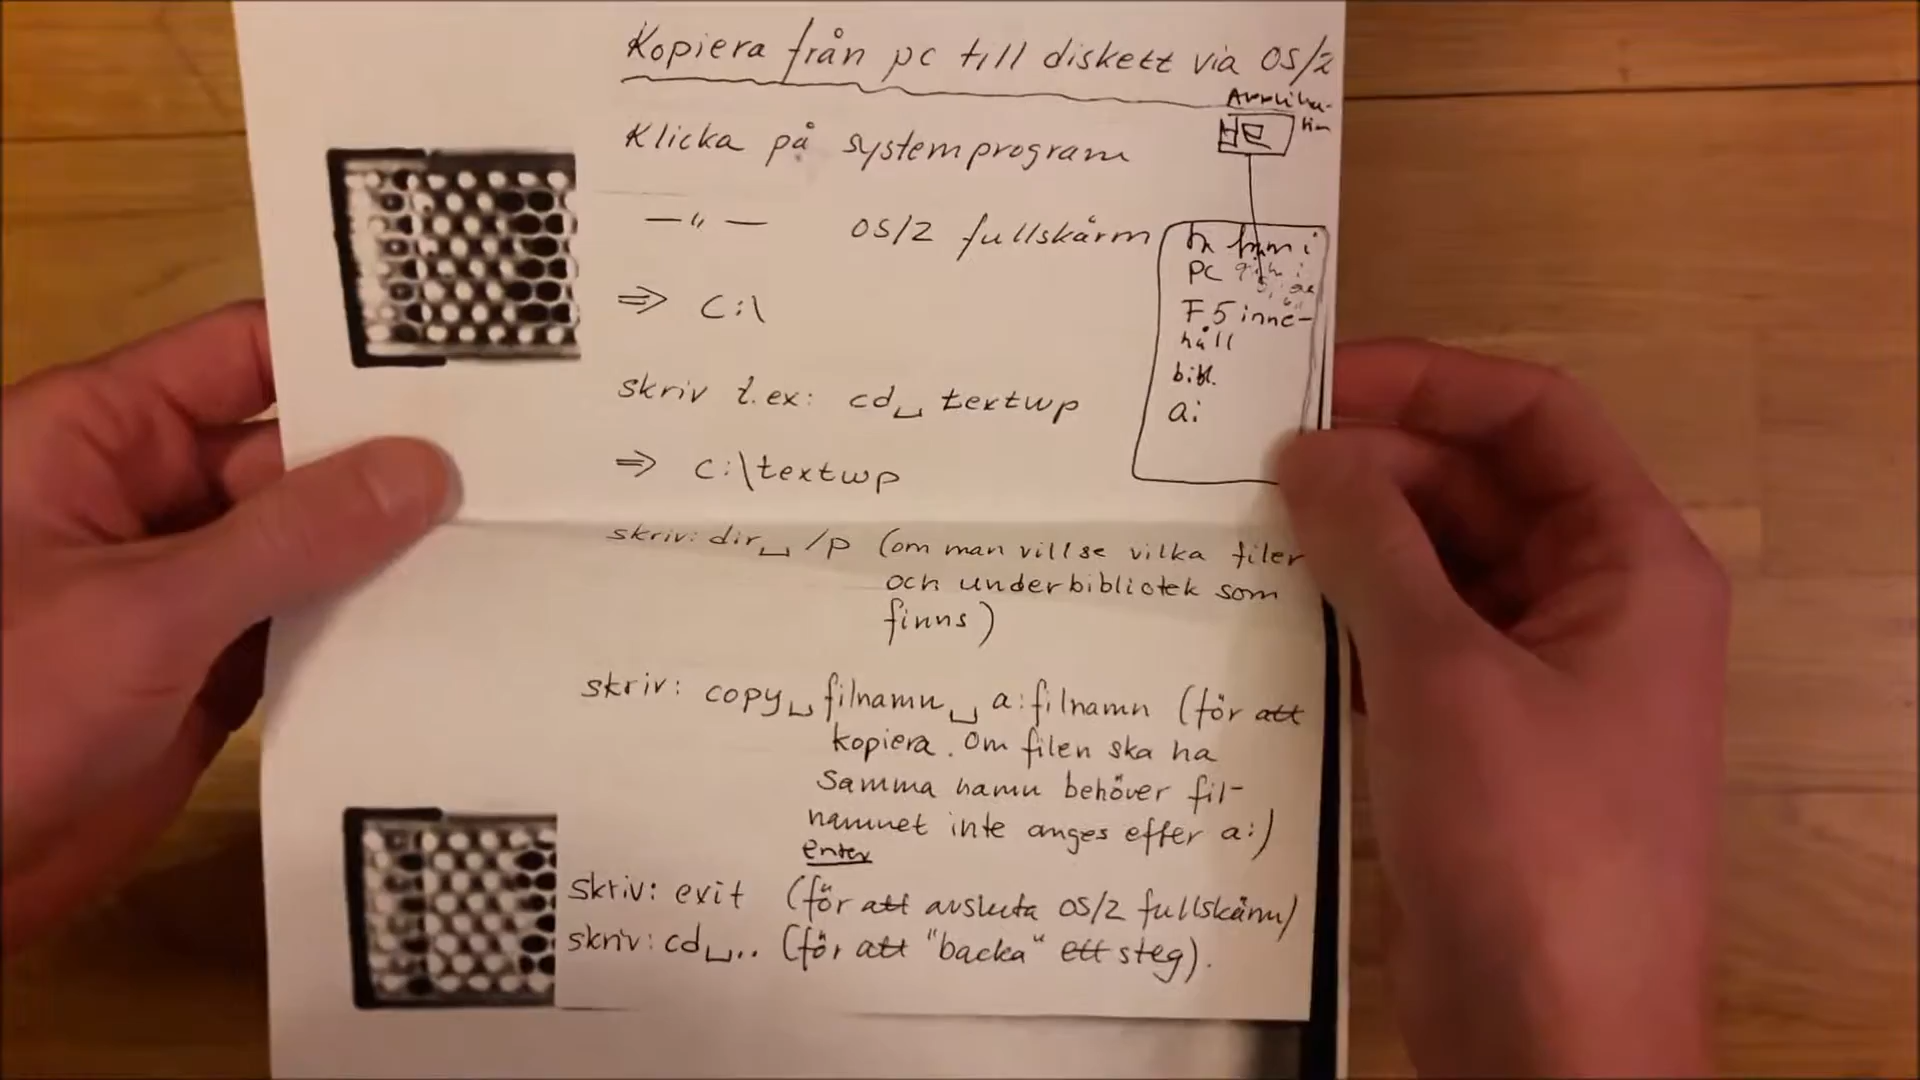 Kopiera från pc till diskett via OS/2
Klicka på systemprogram
—"— OS/2 fullskärm
⇒ C:\
skriv t.ex: cd␣ textwp
⇒ c:\textwp
skriv: dir␣ /p (om man vill se vilka filer
och underbibliotek som
finns)
skriv: copy␣ filnamn␣ a:filnamn (för att
kopiera. Om filen ska ha
samma namn behöver fil-
namnet inte anges efter a:)
enter
skriv: exit (för att avsluta OS/2 fullskärm)
skriv: cd␣.. (för att "backa" ett steg).
i
PC
F5 inne-
håll
bibl.
a: